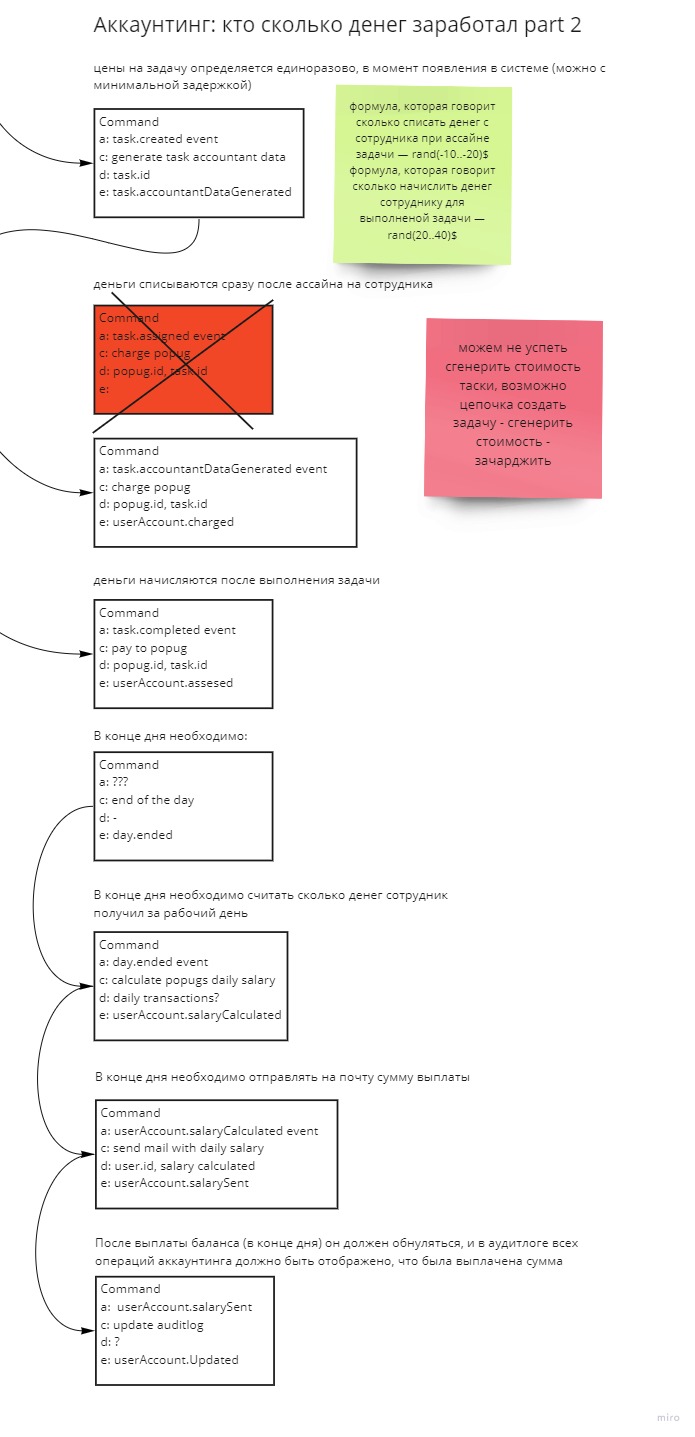 Аккаунтинг: кто сколько денег заработал part 2
цены на задачу определяется единоразово, в момент появления в системе (можно с
минимальной задержкой)
Command
a: task.created event
c: generate task accountant data
d: task.id
e: task.accountantDataGenerated
формула, которая говорит
сколько списать денег с
сотрудника при ассайне
задачи — rand(-10..-20)$
формула, которая говорит
сколько начислить денег
сотруднику для
выполненой задачи —
rand(20..40)$
деньги списываются сразу после ассайна на сотрудника
Command
a: task.assigned event
c: charge popug
d: popug.id, task.id
e:
можем не успеть
сгенерить стоимость
таски, возможно
цепочка создать
задачу - сгенерить
стоимость -
зачарджить
Command
a: task.accountantDataGenerated event
c: charge popug
d: popug.id, task.id
e: userAccount.charged
деньги начисляются после выполнения задачи
Command
a: task.completed event
c: pay to popug
d: popug.id, task.id
e: userAccount.assesed
В конце дня необходимо:
Command
a: ???
c: end of the day
d: -
e: day.ended
В конце дня необходимо считать сколько денег сотрудник
получил за рабочий день
Command
a: day.ended event
c: calculate popugs daily salary
d: daily transactions?
e: userAccount.salaryCalculated
В конце дня необходимо отправлять на почту сумму выплаты
Command
a: userAccount.salaryCalculated event
c: send mail with daily salary
d: user.id, salary calculated
e: userAccount.salarySent
После выплаты баланса (в конце дня) он должен обнуляться, и в аудитлоге всех
операций аккаунтинга должно быть отображено, что была выплачена сумма
Command
a:  userAccount.salarySent
c: update auditlog
d: ?
e: userAccount.Updated
miro